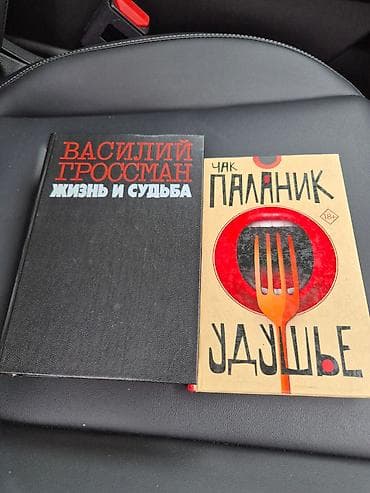 ВАСИЛИЙ
ГРОССМАН
ЖИЗНЬ И СУДЬБА
ЧАК
ПАЛАНИК
18+
УДУШЬЕ